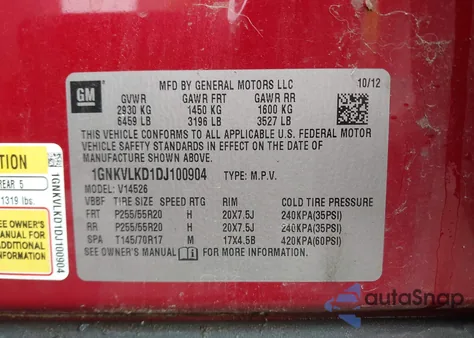 GM
MFD BY GENERAL MOTORS LLC 10/12
GVWR GAWR FRT GAWR RR
2930 KG 1450 KG 1600 KG
6459 LB 3196 LB 3527 LB
THIS VEHICLE CONFORMS TO ALL APPLICABLE U.S. FEDERAL MOTOR
VEHICLE SAFETY STANDARDS IN EFFECT ON THE DATE OF
MANUFACTURE SHOWN ABOVE.
1GNKVLKD1DJ100904 TYPE: M.P.V.
MODEL: V14526
VBBF TIRE SIZE SPEED RTG RIM COLD TIRE PRESSURE
FRT P255/55R20 H 20X7.5J 240KPA(35PSI)
RR P255/55R20 H 20X7.5J 240KPA(35PSI)
SPA T145/70R17 M 17X4.5B 420KPA(60PSI)
SEE OWNER'S MANUAL FOR MORE INFORMATION.
TION
REAR 5
1319 lbs.
SEE OWNER'S
MANUAL FOR
ADDITIONAL
INFORMATION
1GNKVLKD1DJ100904
autoSnap